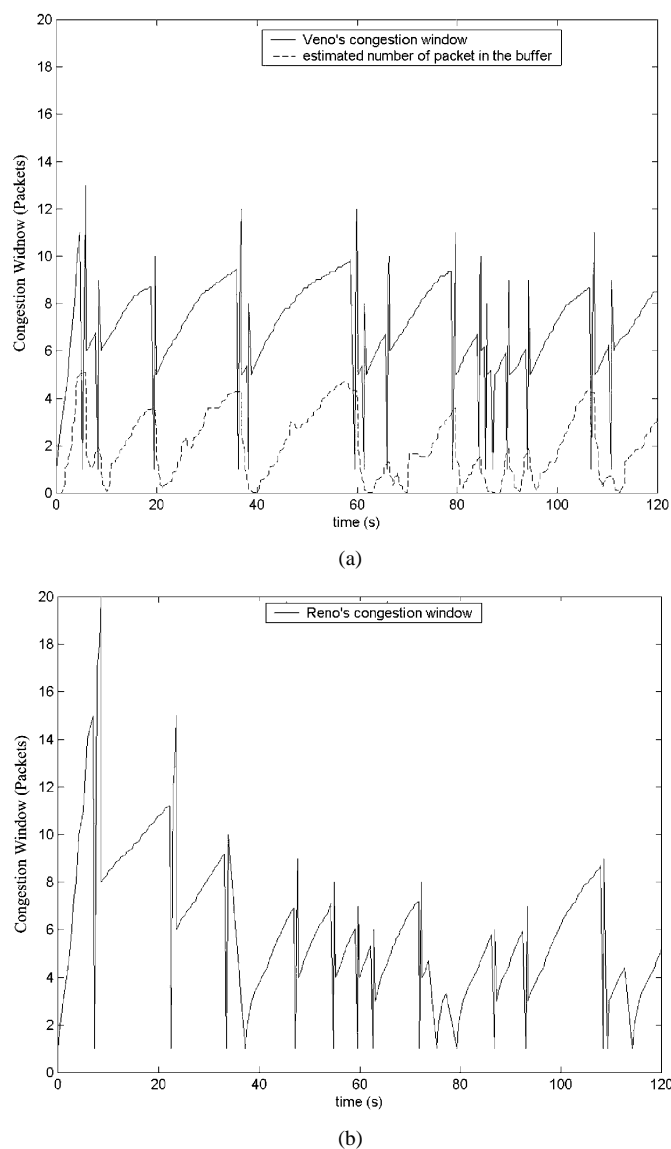 20
18
16
14
12
10
8
6
4
2
0
Congestion Widnow (Packets)
Veno's congestion window
estimated number of packet in the buffer
0 20 40 60 80 100 120
time (s)
(a)
20
18
16
14
12
10
8
6
4
2
0
Congestion Window (Packets)
Reno's congestion window
0 20 40 60 80 100 120
time (s)
(b)